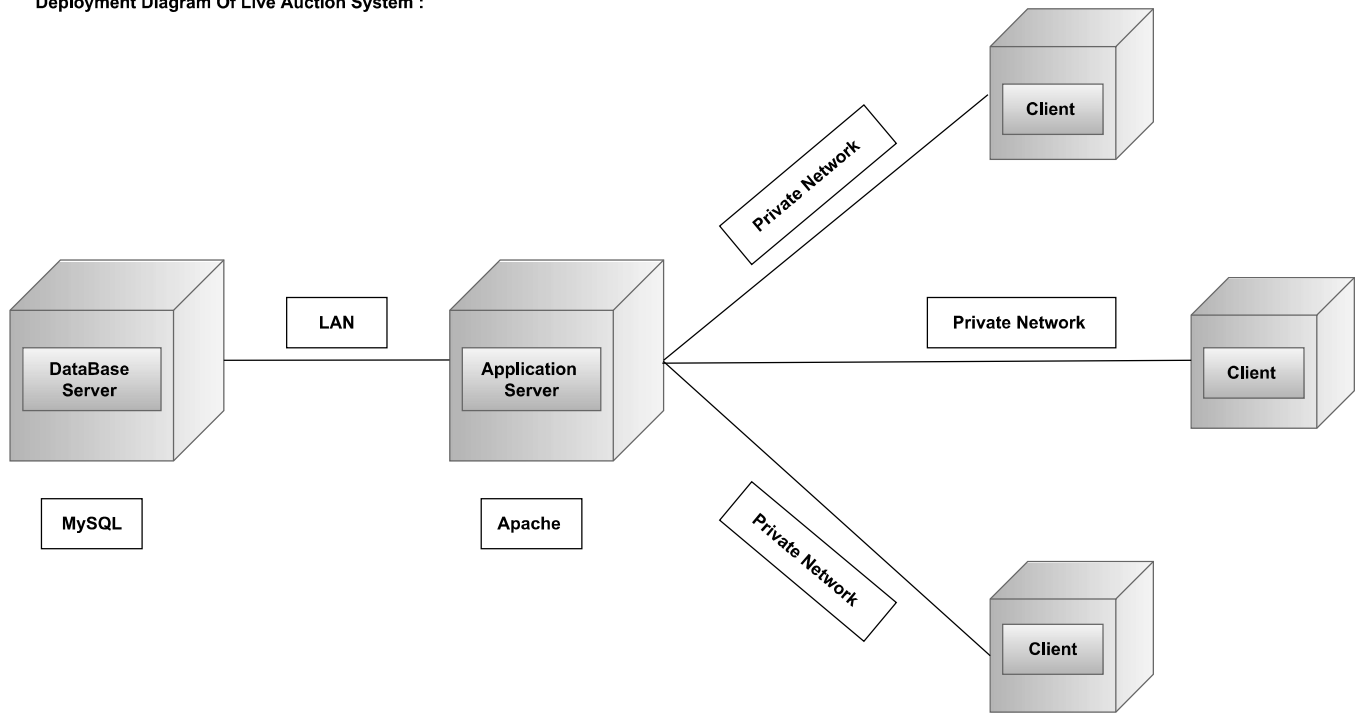 Deployment Diagram Of Live Auction System :
Client
Private Network
LAN
Private Network
DataBase
Server
Application
Server
Client
MySQL
Apache
Private Network
Client